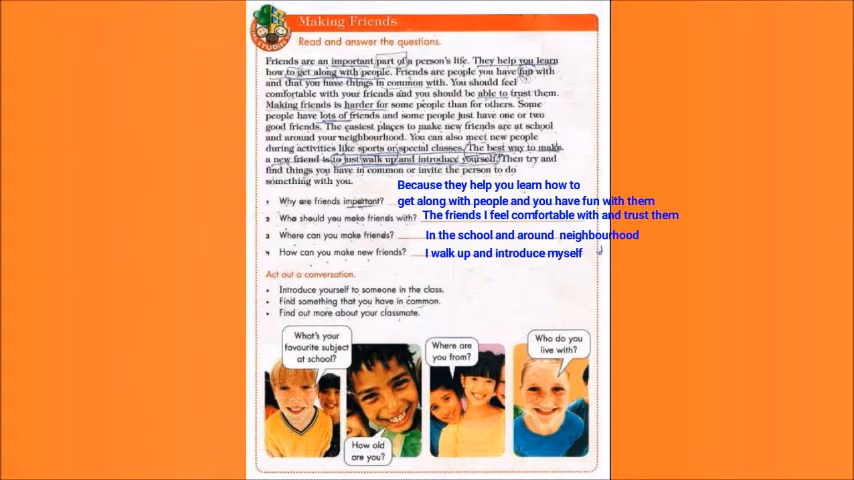 Making Friends
Read and answer the questions.
Friends are an important part of a person's life. They help you learn
how to get along with people. Friends are people you have fun with
and that you have things in common with. You should feel
comfortable with your friends and you should be able to trust them.
Making friends is harder for some people than for others. Some
people have lots of friends and some people just have one or two
good friends. The easiest places to make new friends are at school
and around your neighbourhood. You can also meet new people
during activities like sports or special classes. The best way to make
a new friend is to just walk up and introduce yourself. Then try and
find things you have in common or invite the person to do
something with you.
Because they help you learn how to
1 Why are friends important? get along with people and you have fun with them
2 Who should you make friends with? The friends I feel comfortable with and trust them
3 Where can you make friends? In the school and around neighbourhood
4 How can you make new friends? I walk up and introduce myself
Act out a conversation.
• Introduce yourself to someone in the class.
• Find something that you have in common.
• Find out more about your classmate.
What's your
favourite subject
at school?
Where are
you from?
Who do you
live with?
How old
are you?